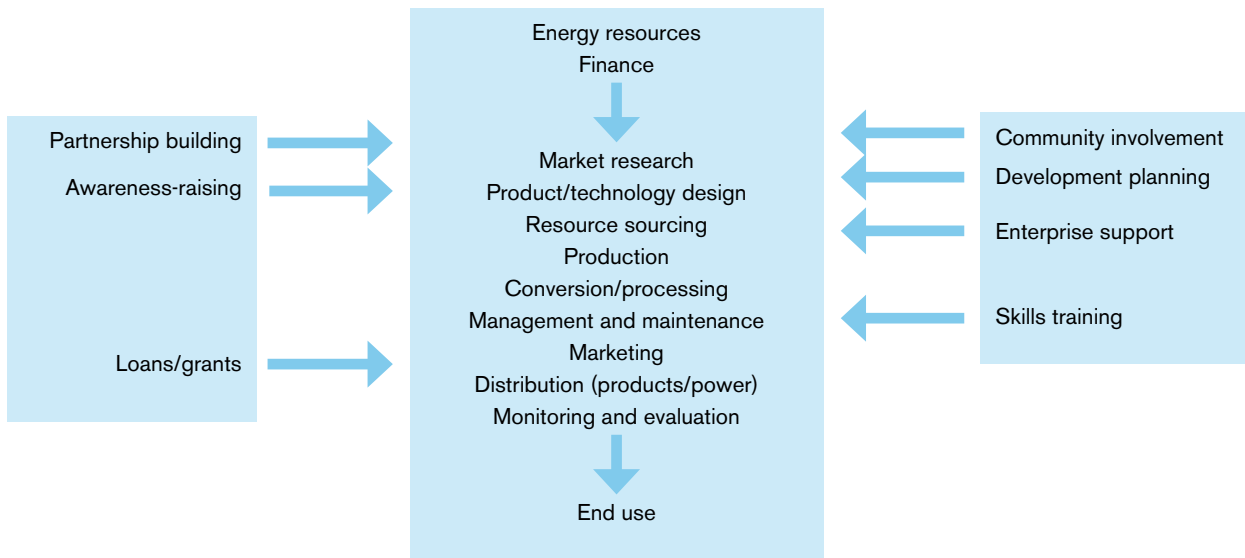 Partnership building
Awareness-raising
Loans/grants
Energy resources
Finance
Market research
Product/technology design
Resource sourcing
Production
Conversion/processing
Management and maintenance
Marketing
Distribution (products/power)
Monitoring and evaluation
End use
Community involvement
Development planning
Enterprise support
Skills training